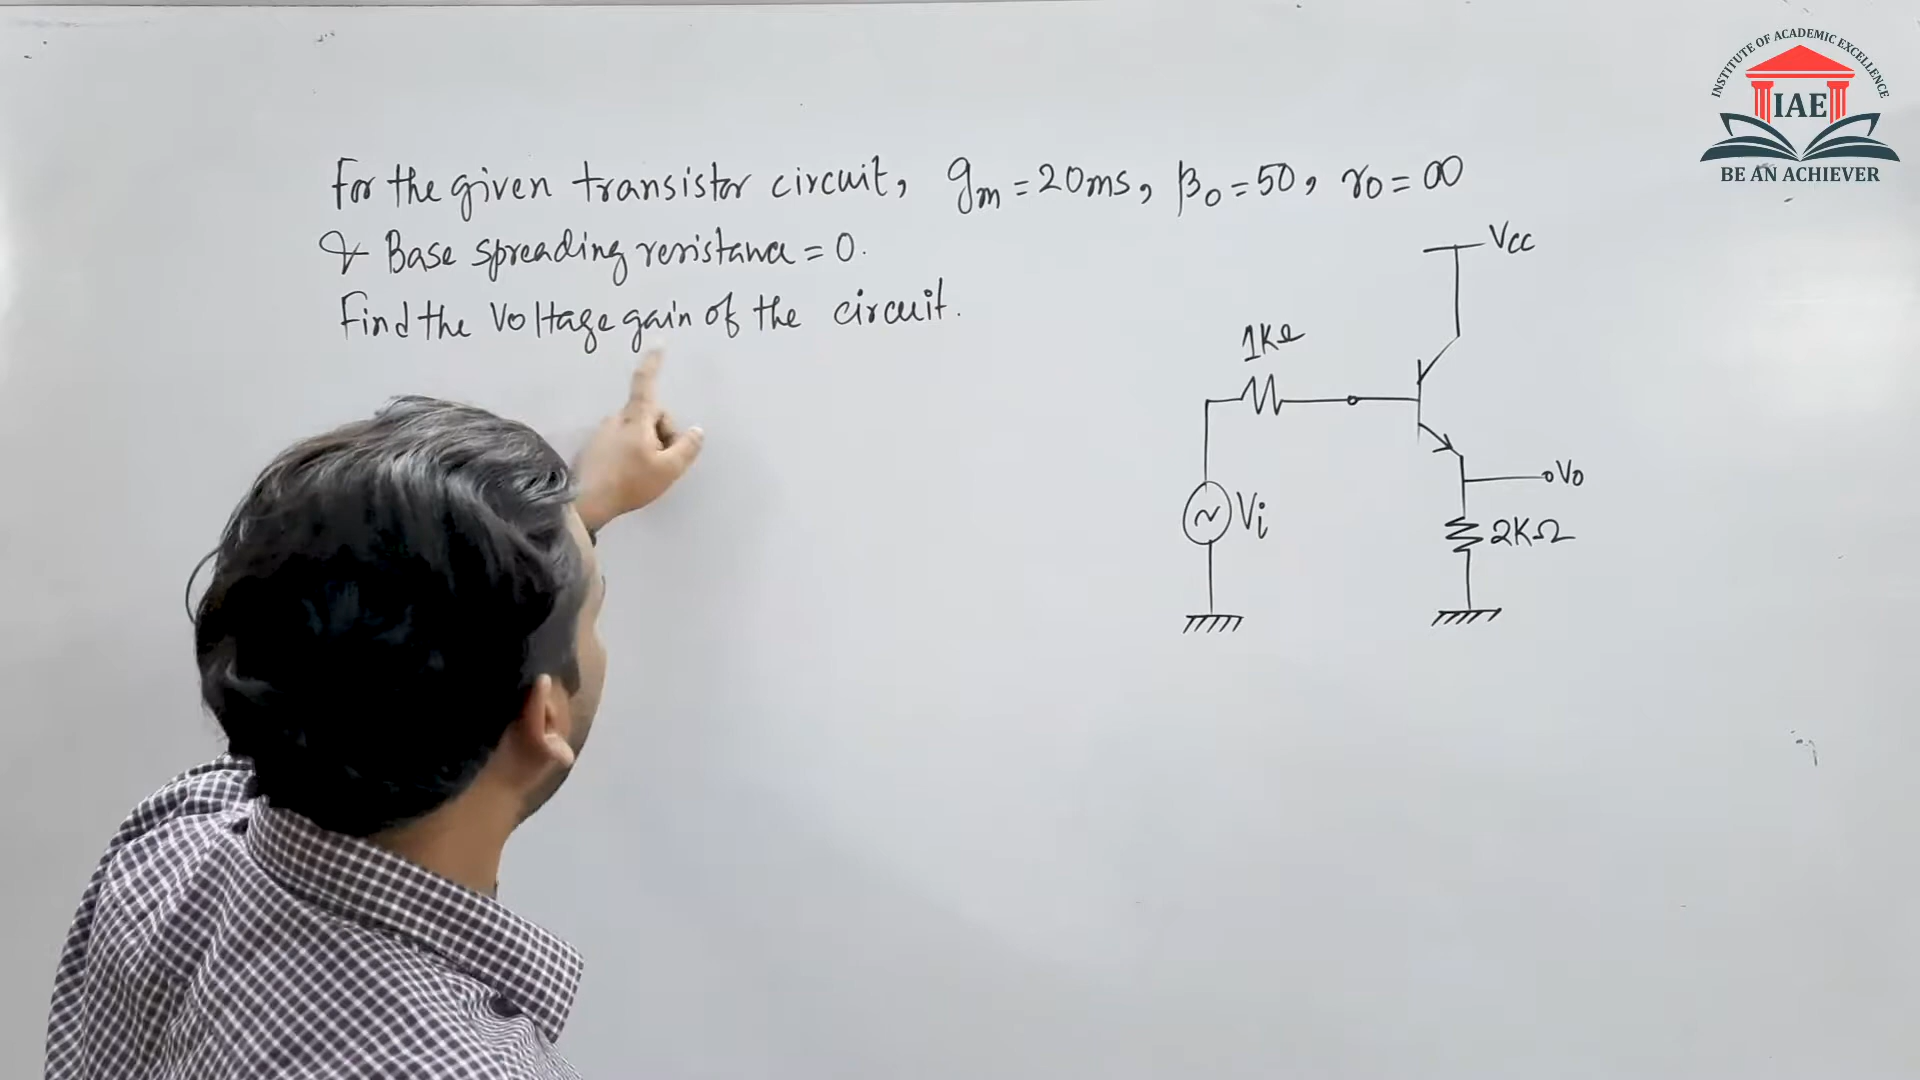 INSTITUTE OF ACADEMIC EXCELLENCE
IAE
BE AN ACHIEVER
For the given transistor circuit, gm = 20ms, β0 = 50, r0 = ∞
& Base spreading resistance = 0.
Find the Voltage gain of the circuit.
Vcc
1KΩ
V0
Vi
2KΩ